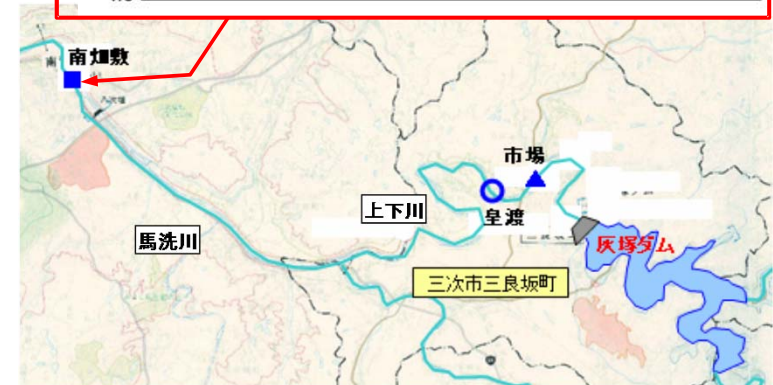 南畑敷
市場
上下川
皇渡
馬洗川
灰塚ダム
三次市三良坂町